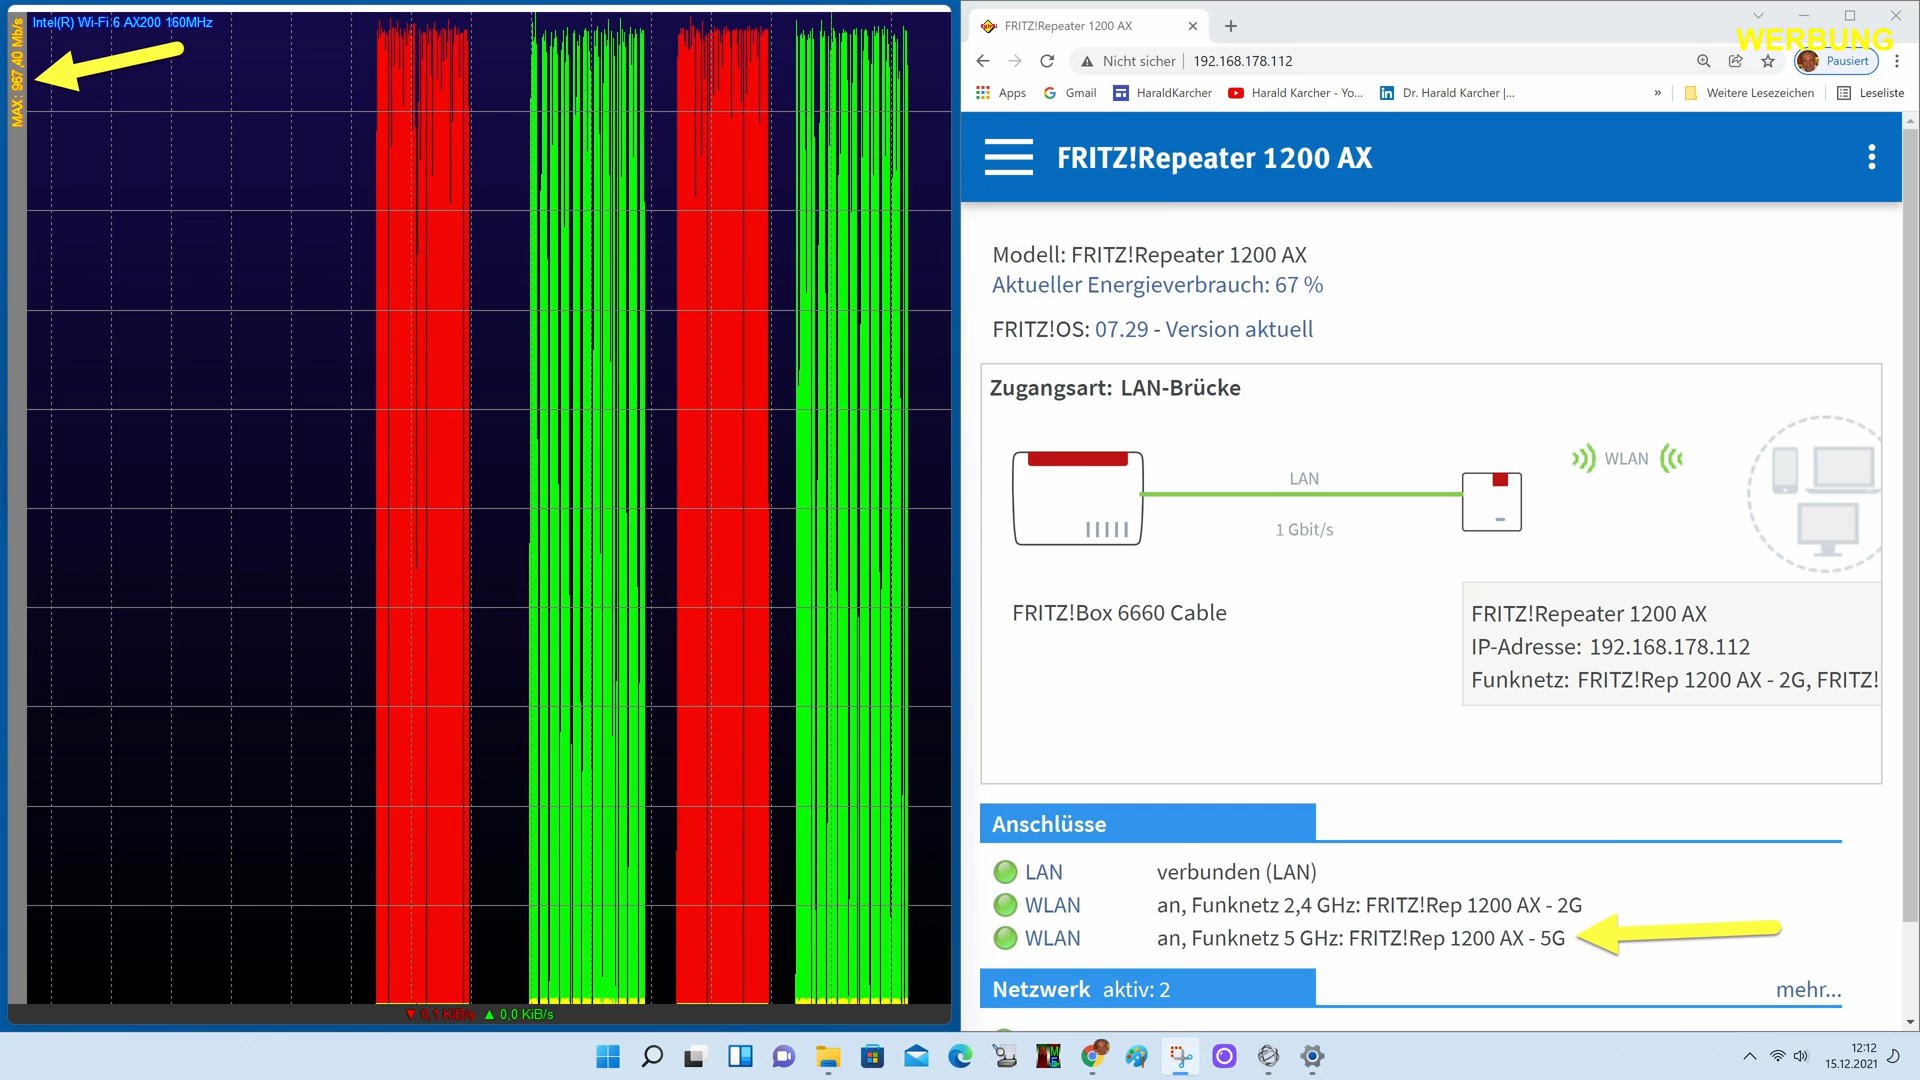 Intel(R) Wi-Fi 6 AX200 160MHz
MAX: 967,40 Mb/s
▼ 0,1 KiB/s ▲ 0,0 KiB/s
FRITZ!Repeater 1200 AX
WERBUNG
Nicht sicher 192.168.178.112
Pausiert
Apps Gmail HaraldKarcher Harald Karcher - Yo... Dr. Harald Karcher |... » Weitere Lesezeichen Leseliste
FRITZ!Repeater 1200 AX
Modell: FRITZ!Repeater 1200 AX
Aktueller Energieverbrauch: 67 %
FRITZ!OS: 07.29 - Version aktuell
Zugangsart: LAN-Brücke
LAN
WLAN
1 Gbit/s
FRITZ!Box 6660 Cable
FRITZ!Repeater 1200 AX
IP-Adresse: 192.168.178.112
Funknetz: FRITZ!Rep 1200 AX - 2G, FRITZ!
Anschlüsse
LAN verbunden (LAN)
WLAN an, Funknetz 2,4 GHz: FRITZ!Rep 1200 AX - 2G
WLAN an, Funknetz 5 GHz: FRITZ!Rep 1200 AX - 5G
Netzwerk aktiv: 2 mehr...
12:12
15.12.2021